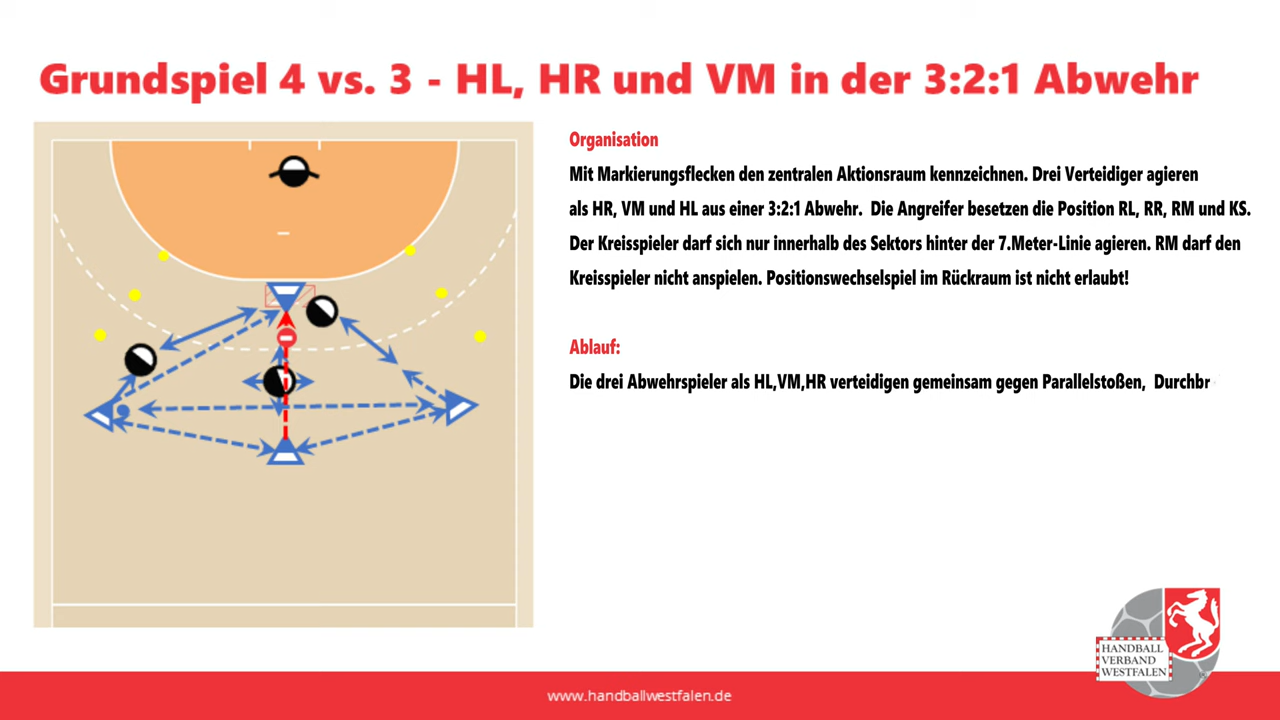 Grundspiel 4 vs. 3 - HL, HR und VM in der 3:2:1 Abwehr
Organisation
Mit Markierungsflecken den zentralen Aktionsraum kennzeichnen. Drei Verteidiger agieren
als HR, VM und HL aus einer 3:2:1 Abwehr. Die Angreifer besetzen die Position RL, RR, RM und KS.
Der Kreisspieler darf sich nur innerhalb des Sektors hinter der 7.Meter-Linie agieren. RM darf den
Kreisspieler nicht anspielen. Positionswechselspiel im Rückraum ist nicht erlaubt!
Ablauf:
Die drei Abwehrspieler als HL,VM,HR verteidigen gemeinsam gegen Parallelstoßen, Durchbr
HANDBALL
VERBAND
WESTFALEN
www.handballwestfalen.de